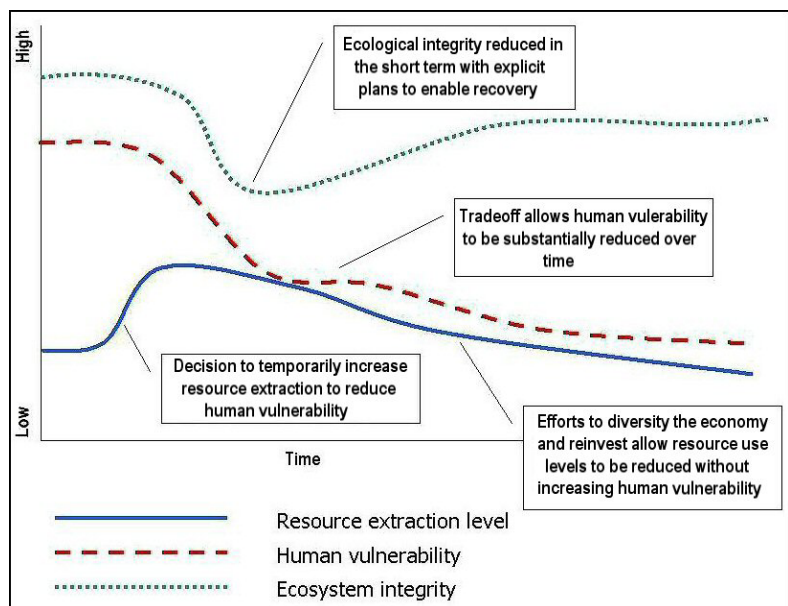 High
Ecological integrity reduced in
the short term with explicit
plans to enable recovery
Tradeoff allows human vulerability
to be substantially reduced over
time
Decision to temporarily increase
resource extraction to reduce
human vulnerability
Efforts to diversity the economy
and reinvest allow resource use
levels to be reduced without
increasing human vulnerability
Low
Time
Resource extraction level
Human vulnerability
Ecosystem integrity